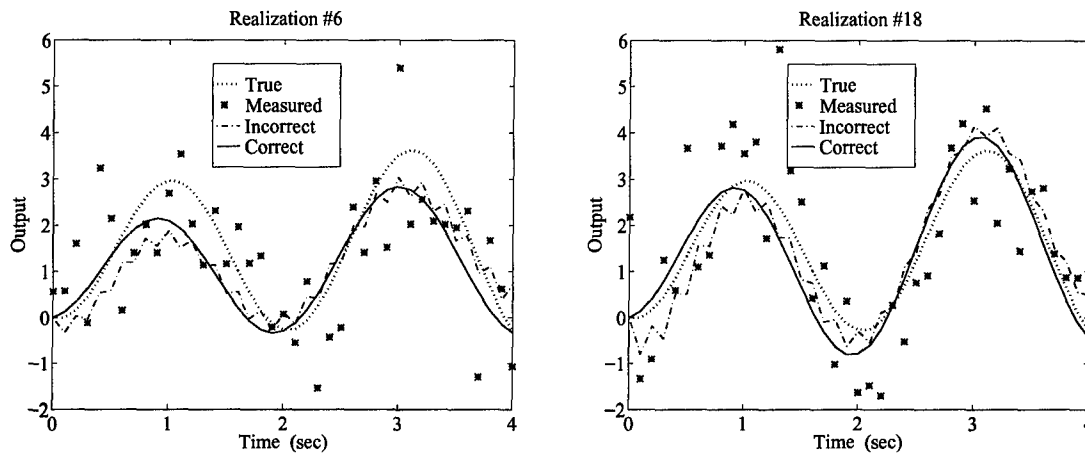 Realization #6
6
5
4
3
2
1
0
−1
−2
Output
True
Measured
Incorrect
Correct
0
1
2
3
4
Time (sec)
Realization #18
6
5
4
3
2
1
0
−1
−2
Output
True
Measured
Incorrect
Correct
0
1
2
3
4
Time (sec)